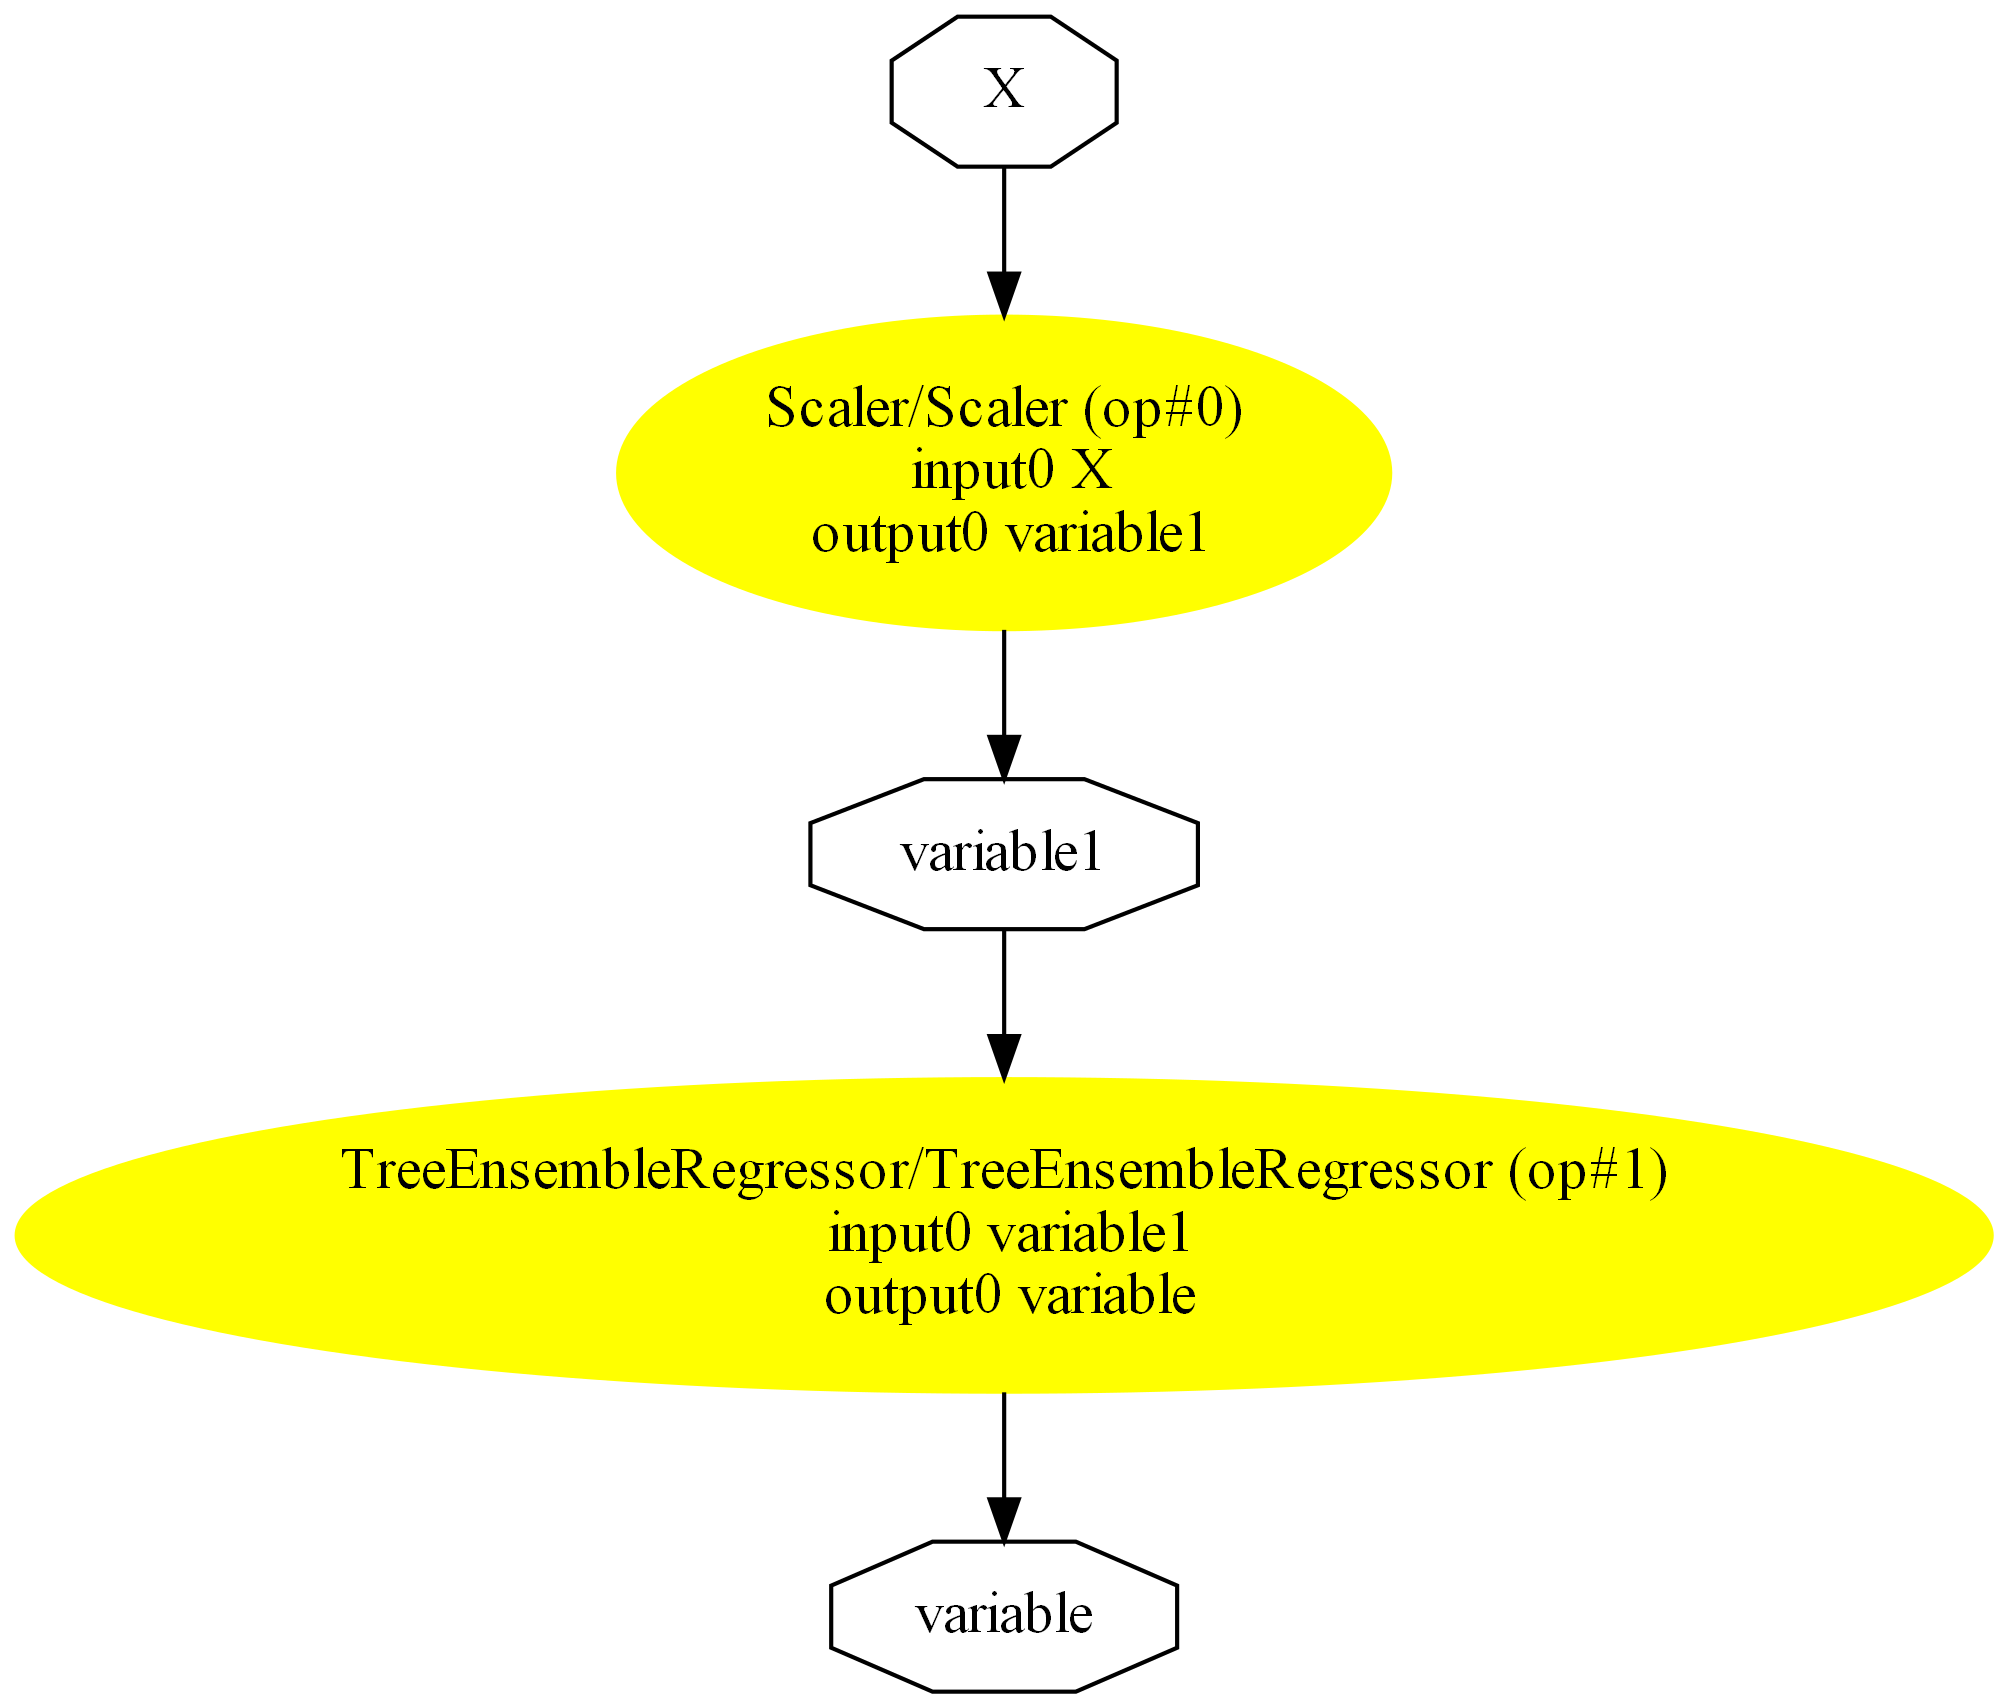 X
Scaler/Scaler (op#0)
input0 X
output0 variable1
variable1
TreeEnsembleRegressor/TreeEnsembleRegressor (op#1)
input0 variable1
output0 variable
variable